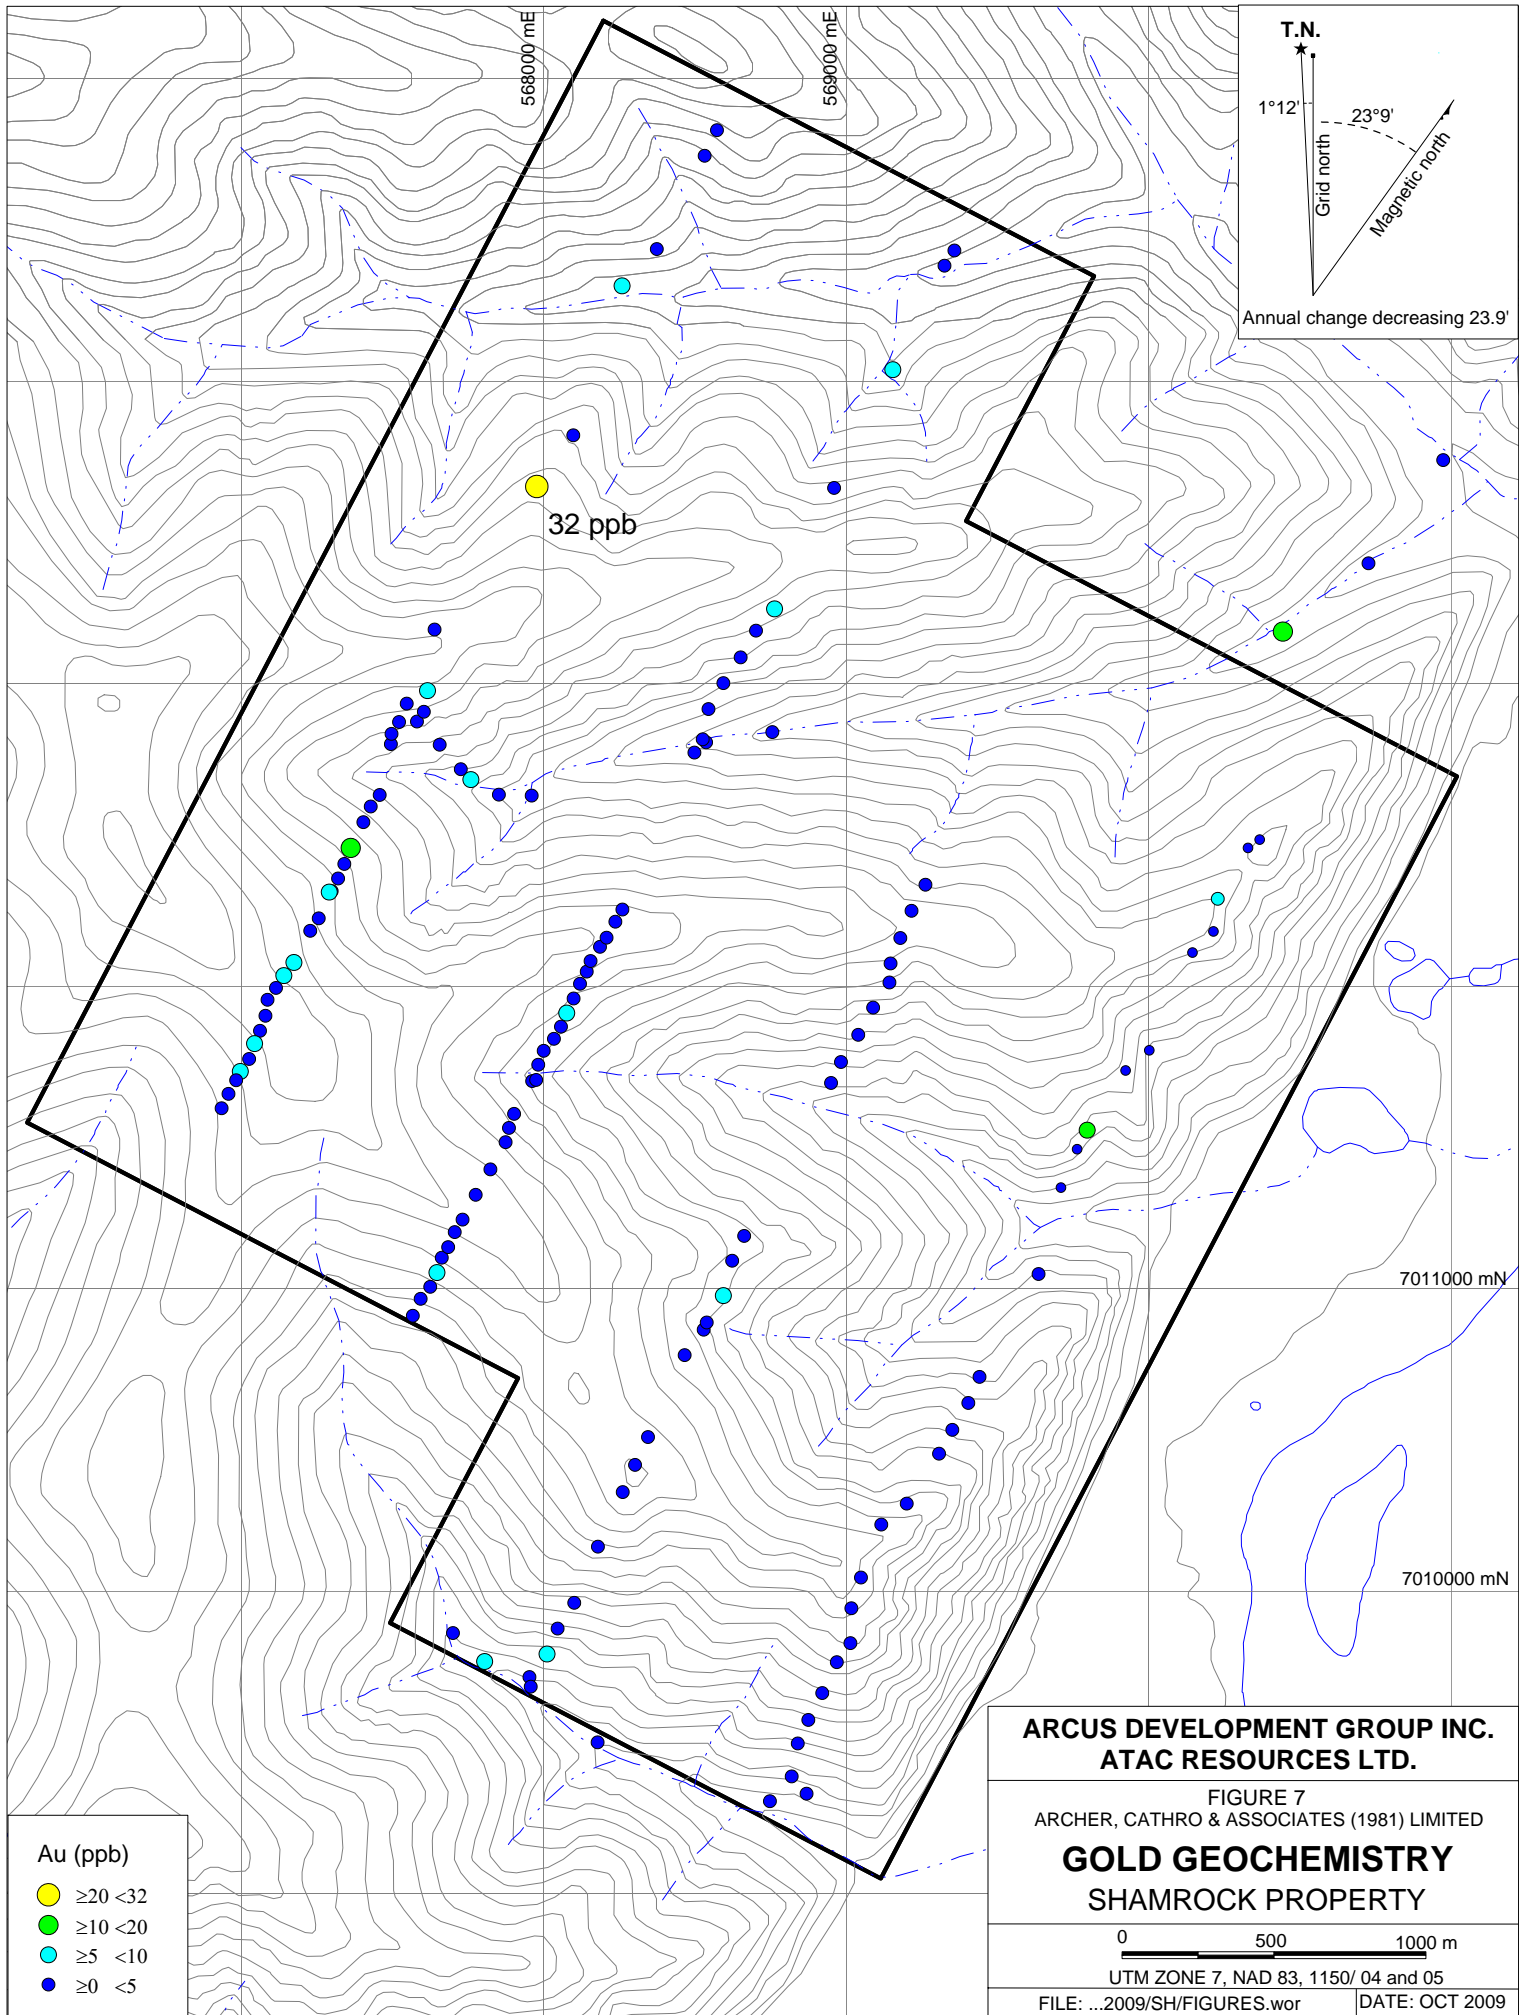 568000 mE
569000 mE
T.N.
1°12'
23°9'
Grid north
Magnetic north
Annual change decreasing 23.9'
32 ppb
7011000 mN
7010000 mN
Au (ppb)
≥20 <32
≥10 <20
≥5 <10
≥0 <5
ARCUS DEVELOPMENT GROUP INC.
ATAC RESOURCES LTD.
FIGURE 7
ARCHER, CATHRO & ASSOCIATES (1981) LIMITED
GOLD GEOCHEMISTRY
SHAMROCK PROPERTY
0 500 1000 m
UTM ZONE 7, NAD 83, 115O/ 04 and 05
FILE: ...2009/SH/FIGURES.wor
DATE: OCT 2009